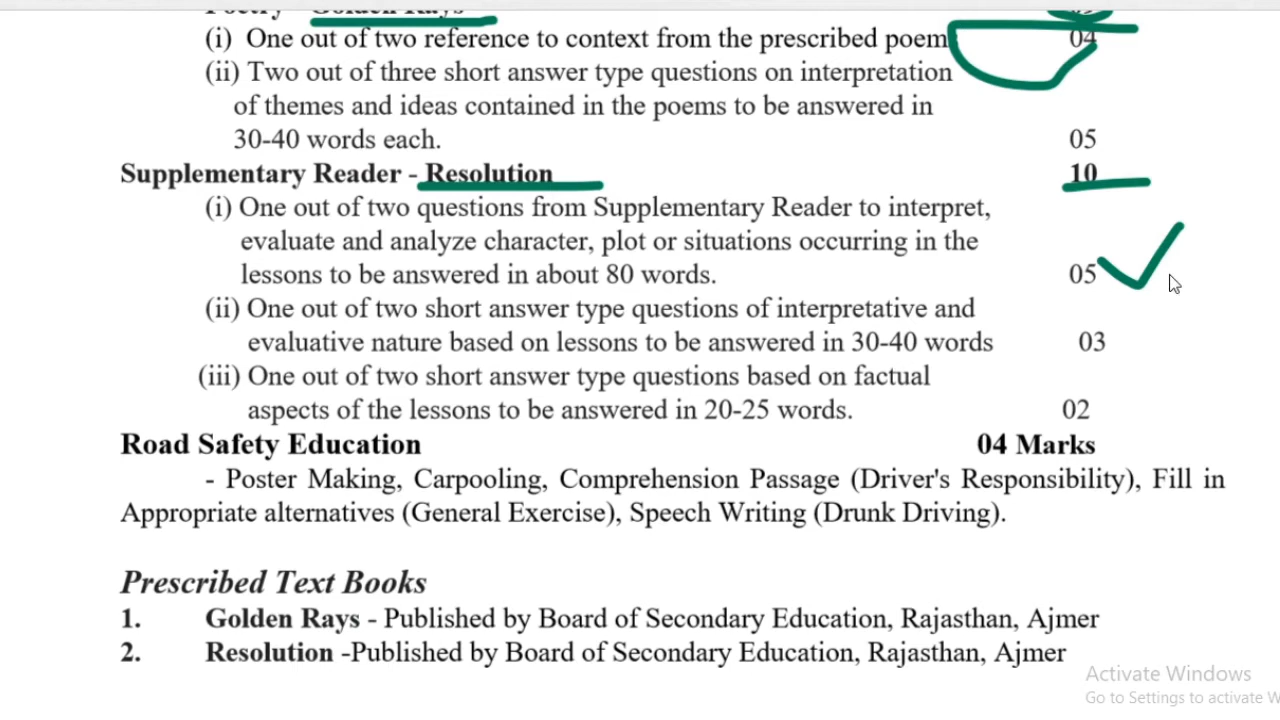 Poetry - Golden Rays
(i) One out of two reference to context from the prescribed poem 04
(ii) Two out of three short answer type questions on interpretation
of themes and ideas contained in the poems to be answered in
30-40 words each. 05
Supplementary Reader - Resolution 10
(i) One out of two questions from Supplementary Reader to interpret,
evaluate and analyze character, plot or situations occurring in the
lessons to be answered in about 80 words. 05
(ii) One out of two short answer type questions of interpretative and
evaluative nature based on lessons to be answered in 30-40 words 03
(iii) One out of two short answer type questions based on factual
aspects of the lessons to be answered in 20-25 words. 02
Road Safety Education 04 Marks
- Poster Making, Carpooling, Comprehension Passage (Driver's Responsibility), Fill in
Appropriate alternatives (General Exercise), Speech Writing (Drunk Driving).
Prescribed Text Books
1. Golden Rays - Published by Board of Secondary Education, Rajasthan, Ajmer
2. Resolution -Published by Board of Secondary Education, Rajasthan, Ajmer
Activate Windows
Go to Settings to activate W